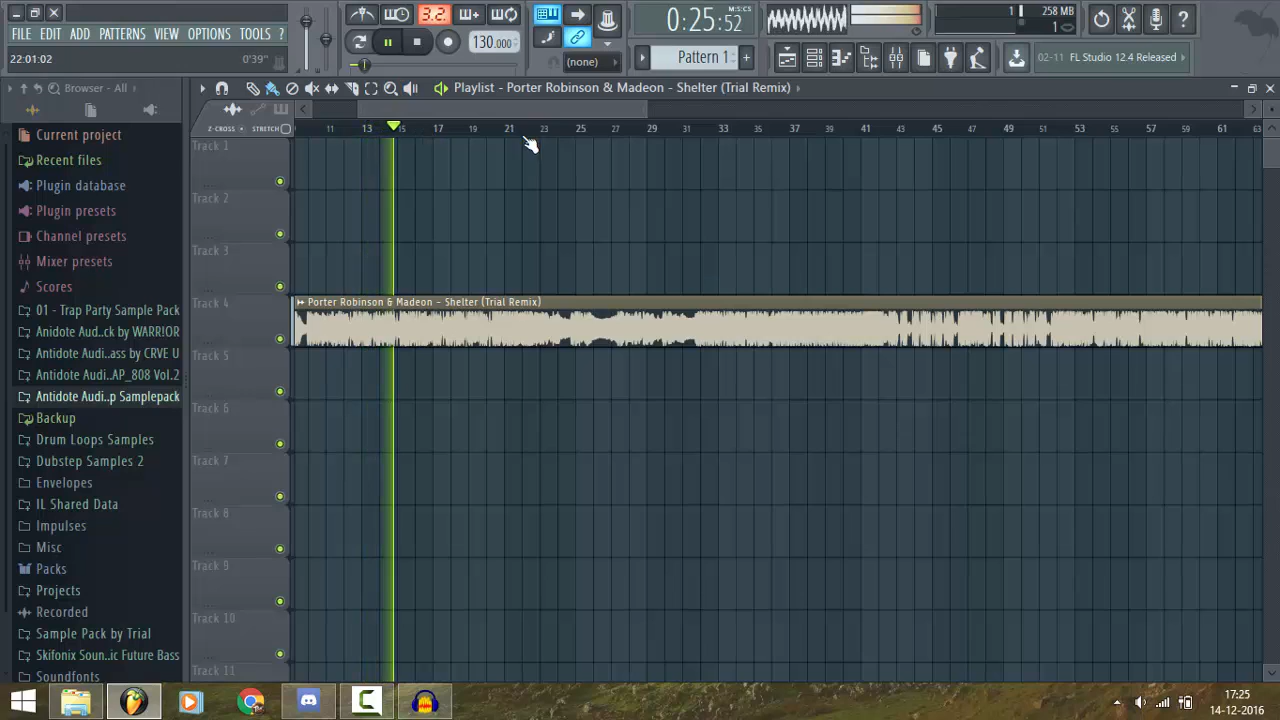 FILE EDIT ADD PATTERNS VIEW OPTIONS TOOLS ?
22:01:02 0'39"
3.2.
130.000
0:25:52
M:S:CS
(none)
Pattern 1
1
258 MB
1
02-11 FL Studio 12.4 Released
Browser - All
Playlist - Porter Robinson & Madeon - Shelter (Trial Remix)
Z-CROSS STRETCH
11 13 15 17 19 21 23 25 27 29 31 33 35 37 39 41 43 45 47 49 51 53 55 57 59 61 63
Current project
Recent files
Plugin database
Plugin presets
Channel presets
Mixer presets
Scores
01 - Trap Party Sample Pack
Anidote Aud..ck by WARR!OR
Antidote Audi..ass by CRVE U
Antidote Audi..AP_808 Vol.2
Antidote Audi..p Samplepack
Backup
Drum Loops Samples
Dubstep Samples 2
Envelopes
IL Shared Data
Impulses
Misc
Packs
Projects
Recorded
Sample Pack by Trial
Skifonix Soun..ic Future Bass
Soundfonts
Track 1
Track 2
Track 3
Track 4
Porter Robinson & Madeon - Shelter (Trial Remix)
Track 5
Track 6
Track 7
Track 8
Track 9
Track 10
Track 11
17:25
14-12-2016